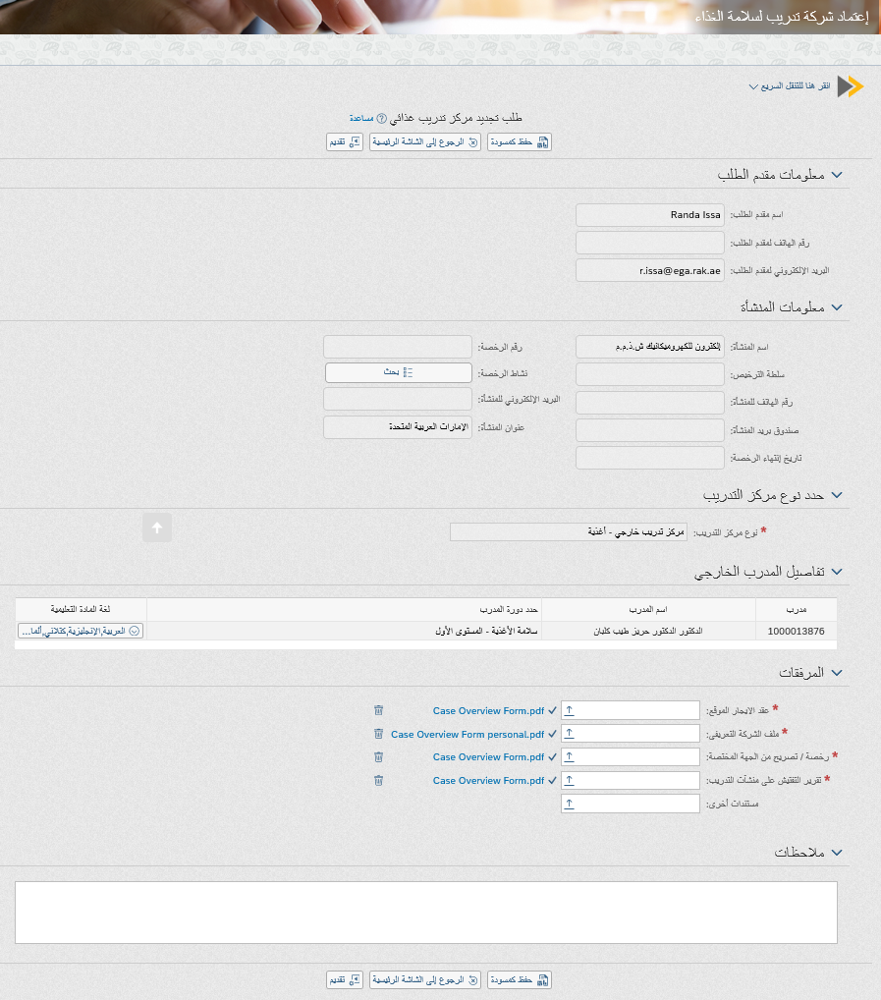 إعتماد شركة تدريب لسلامة الغذاء
انقر هنا للتنقل السريع
طلب تجديد مركز تدريب غذائي ? مساعدة
حفظ كمسودة الرجوع إلى الشاشة الرئيسية تقديم
معلومات مقدم الطلب
اسم مقدم الطلب: Randa Issa
رقم الهاتف لمقدم الطلب:
البريد الإلكتروني لمقدم الطلب: r.issa@ega.rak.ae
معلومات المنشأة
اسم المنشأة: إلكترون للكهروميكانيك ش.ذ.م.م رقم الرخصة:
سلطة الترخيص: نشاط الرخصة: بحث
رقم الهاتف للمنشأة: البريد الإلكتروني للمنشأة:
صندوق بريد المنشأة: عنوان المنشأة: الإمارات العربية المتحدة
تاريخ إنتهاء الرخصة:
حدد نوع مركز التدريب
* نوع مركز التدريب: مركز تدريب خارجي - أغذية
تفاصيل المدرب الخارجي
مدرب اسم المدرب حدد دورة المدرب لغة المادة التعليمية
1000013876 الدكتور الدكتور حريز طيب كلبان سلامة الأغذية - المستوى الأول العربية,الإنجليزية,كتلاني,ألما...
المرفقات
* عقد الايجار الموقع: Case Overview Form.pdf
* ملف الشركة التعريفى: Case Overview Form personal.pdf
* رخصة / تصريح من الجهة المختصة: Case Overview Form.pdf
* تقرير التفتيش على منشآت التدريب: Case Overview Form.pdf
مستندات أخرى:
ملاحظات
حفظ كمسودة الرجوع إلى الشاشة الرئيسية تقديم